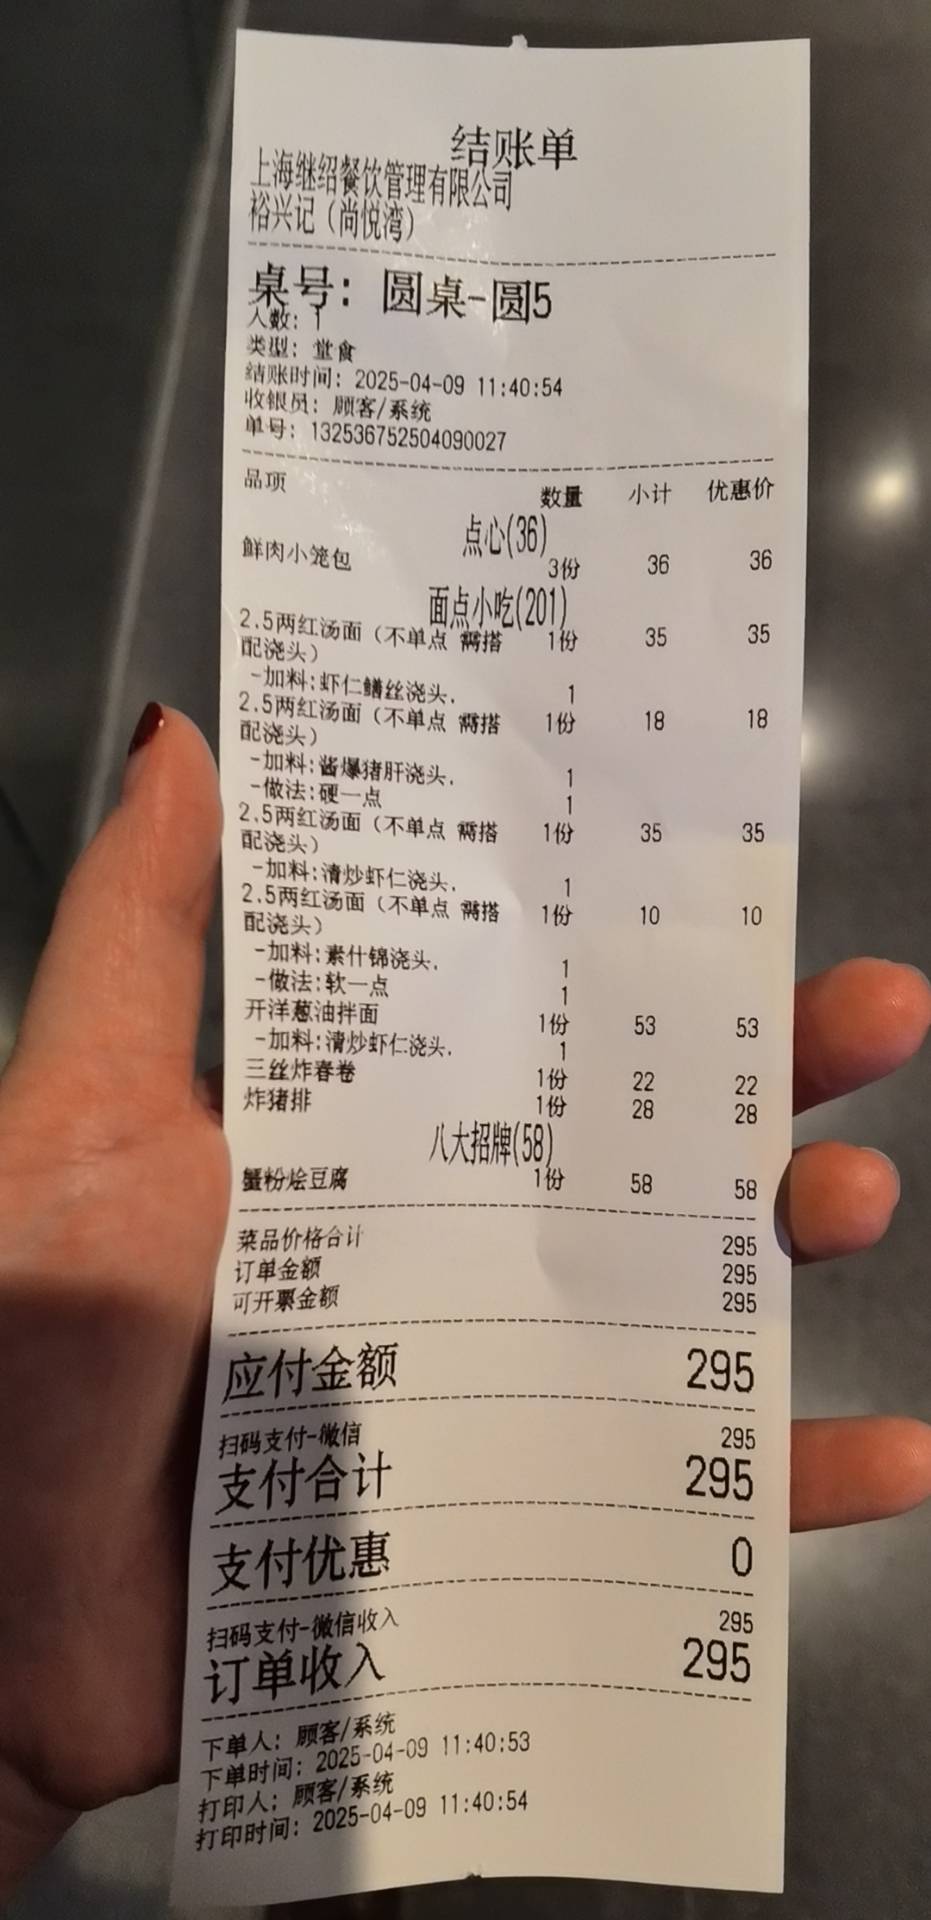 结账单
上海继绍餐饮管理有限公司
裕兴记（尚悦湾）
桌号: 圆桌-圆5
人数: 1
类型: 堂食
结账时间: 2025-04-09 11:40:54
收银员: 顾客/系统
单号: 132536752504090027
品项 数量 小计 优惠价
点心(36)
鲜肉小笼包 3份 36 36
面点小吃(201)
2.5两红汤面（不单点 需搭 1份 35 35
配浇头）
-加料:虾仁鳝丝浇头. 1
2.5两红汤面（不单点 需搭 1份 18 18
配浇头）
-加料:酱爆猪肝浇头. 1
-做法:硬一点 1
2.5两红汤面（不单点 需搭 1份 35 35
配浇头）
-加料:清炒虾仁浇头. 1
2.5两红汤面（不单点 需搭 1份 10 10
配浇头）
-加料:素什锦浇头. 1
-做法:软一点 1
开洋葱油拌面 1份 53 53
-加料:清炒虾仁浇头. 1
三丝炸春卷 1份 22 22
炸猪排 1份 28 28
八大招牌(58)
蟹粉烩豆腐 1份 58 58
菜品价格合计 295
订单金额 295
可开票金额 295
应付金额 295
扫码支付-微信 295
支付合计 295
支付优惠 0
扫码支付-微信收入 295
订单收入 295
下单人: 顾客/系统
下单时间: 2025-04-09 11:40:53
打印人: 顾客/系统
打印时间: 2025-04-09 11:40:54